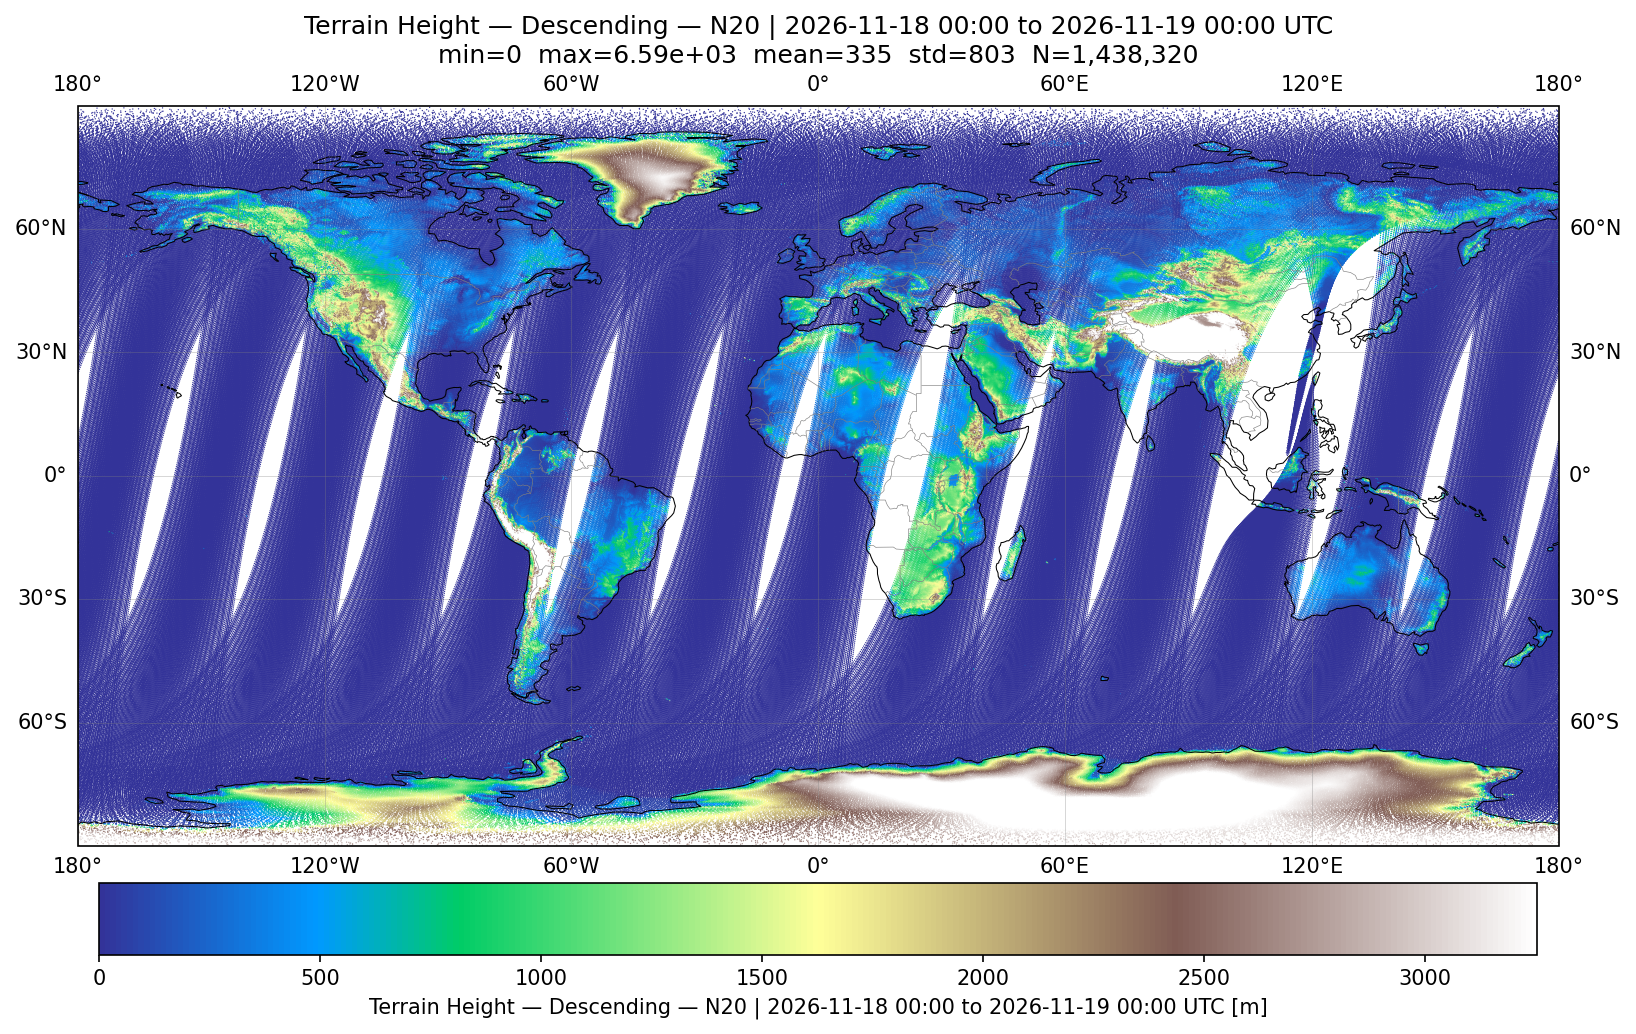 Terrain Height — Descending — N20 | 2026-11-18 00:00 to 2026-11-19 00:00 UTC
min=0 max=6.59e+03 mean=335 std=803 N=1,438,320
180° 120°W 60°W 0° 60°E 120°E 180°
60°N 60°N
30°N 30°N
0° 0°
30°S 30°S
60°S 60°S
180° 120°W 60°W 0° 60°E 120°E 180°
0 500 1000 1500 2000 2500 3000
Terrain Height — Descending — N20 | 2026-11-18 00:00 to 2026-11-19 00:00 UTC [m]